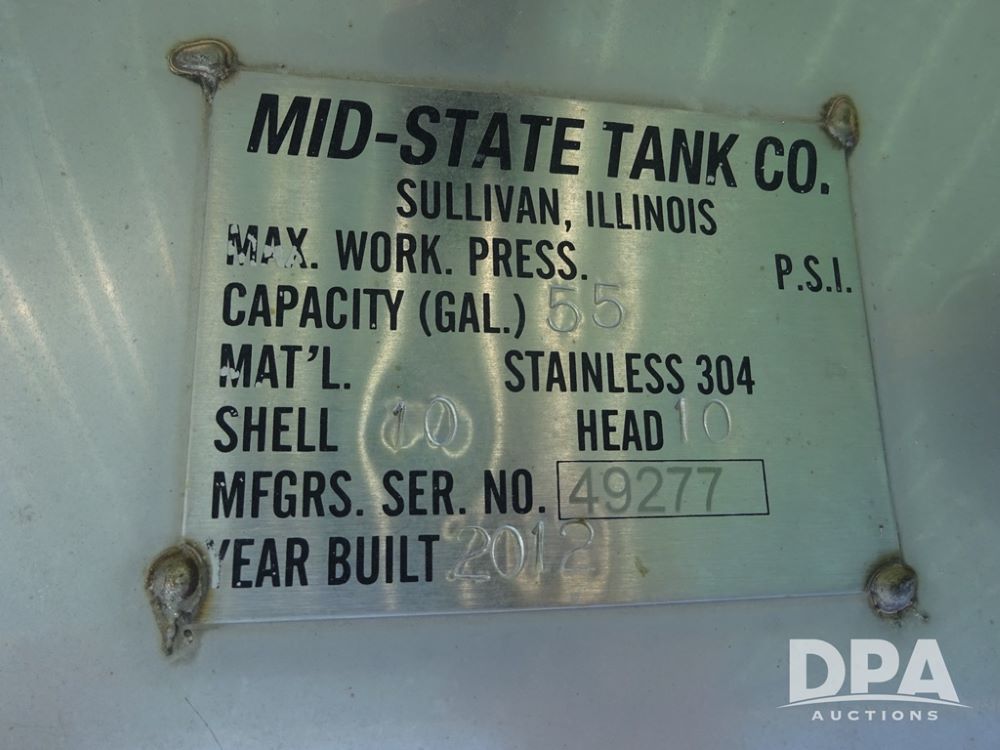 MID-STATE TANK CO.
SULLIVAN, ILLINOIS
MAX. WORK. PRESS. P.S.I.
CAPACITY (GAL.) 55
MAT'L. STAINLESS 304
SHELL 10 HEAD 10
MFGRS. SER. NO. 49277
YEAR BUILT 2012
DPA
AUCTIONS